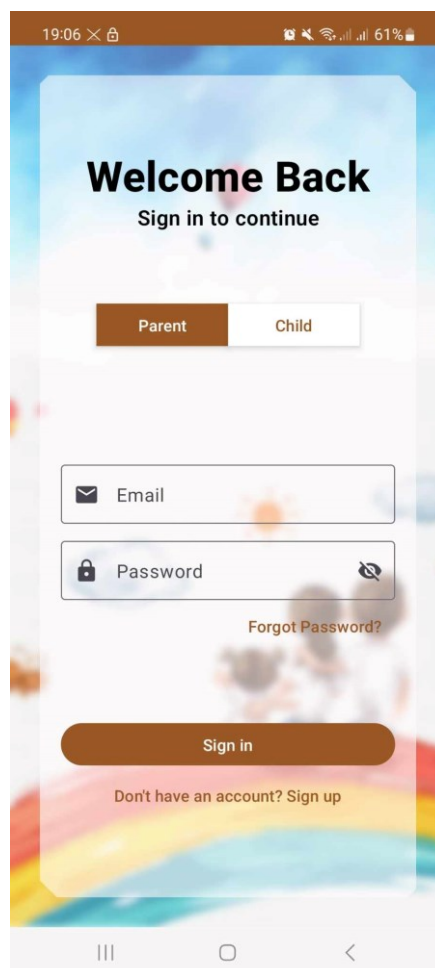 19:06 61%
Welcome Back
Sign in to continue
Parent Child
Email
Password
Forgot Password?
Sign in
Don't have an account? Sign up